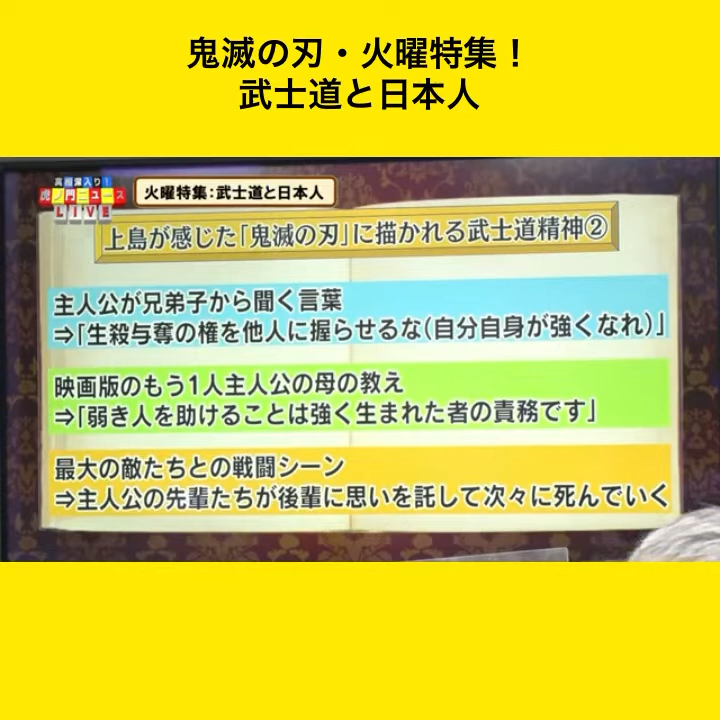 鬼滅の刃・火曜特集！
武士道と日本人
真相深入り!
虎ノ門ニュース
LIVE
火曜特集:武士道と日本人
上島が感じた「鬼滅の刃」に描かれる武士道精神②
主人公が兄弟子から聞く言葉
⇒「生殺与奪の権を他人に握らせるな(自分自身が強くなれ)」
映画版のもう1人主人公の母の教え
⇒「弱き人を助けることは強く生まれた者の責務です」
最大の敵たちとの戦闘シーン
⇒主人公の先輩たちが後輩に思いを託して次々に死んでいく